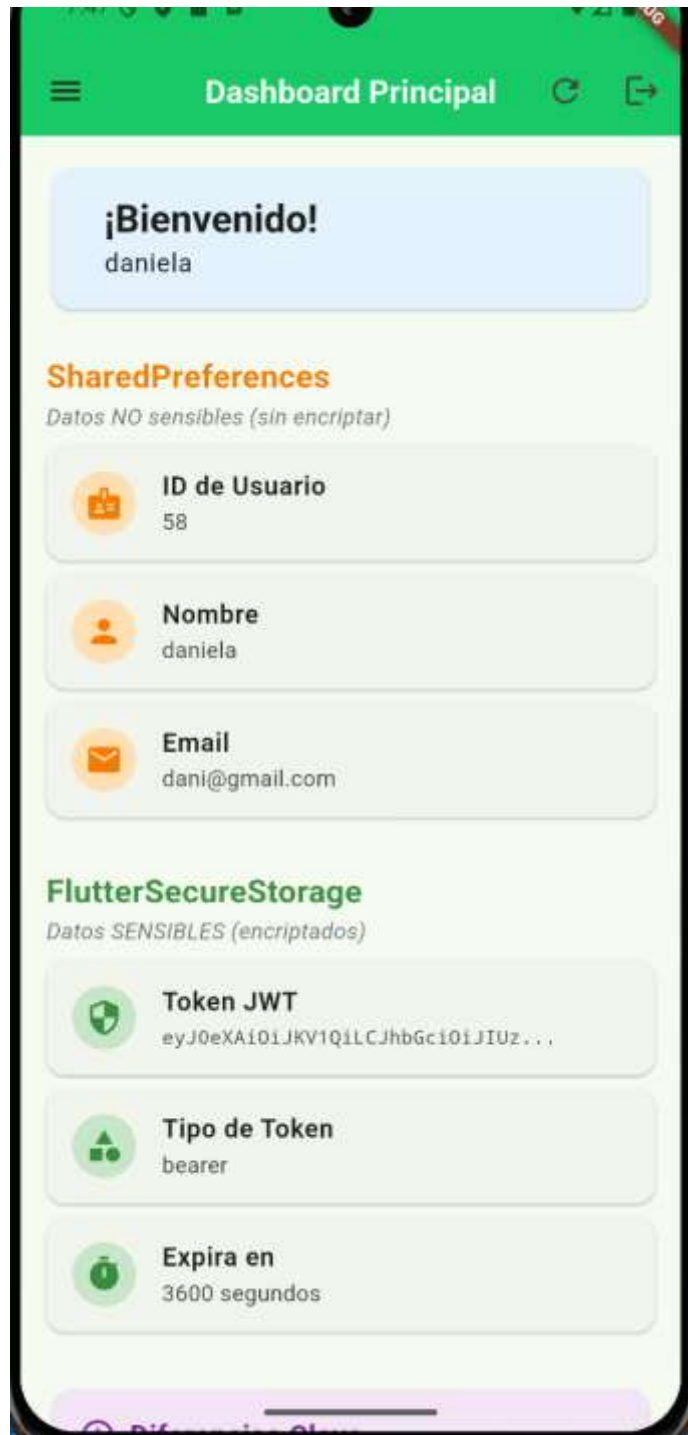 Dashboard Principal
¡Bienvenido!
daniela
SharedPreferences
Datos NO sensibles (sin encriptar)
ID de Usuario
58
Nombre
daniela
Email
dani@gmail.com
FlutterSecureStorage
Datos SENSIBLES (encriptados)
Token JWT
eyJ0eXAiOiJKV1QiLCJhbGciOiJIUz...
Tipo de Token
bearer
Expira en
3600 segundos